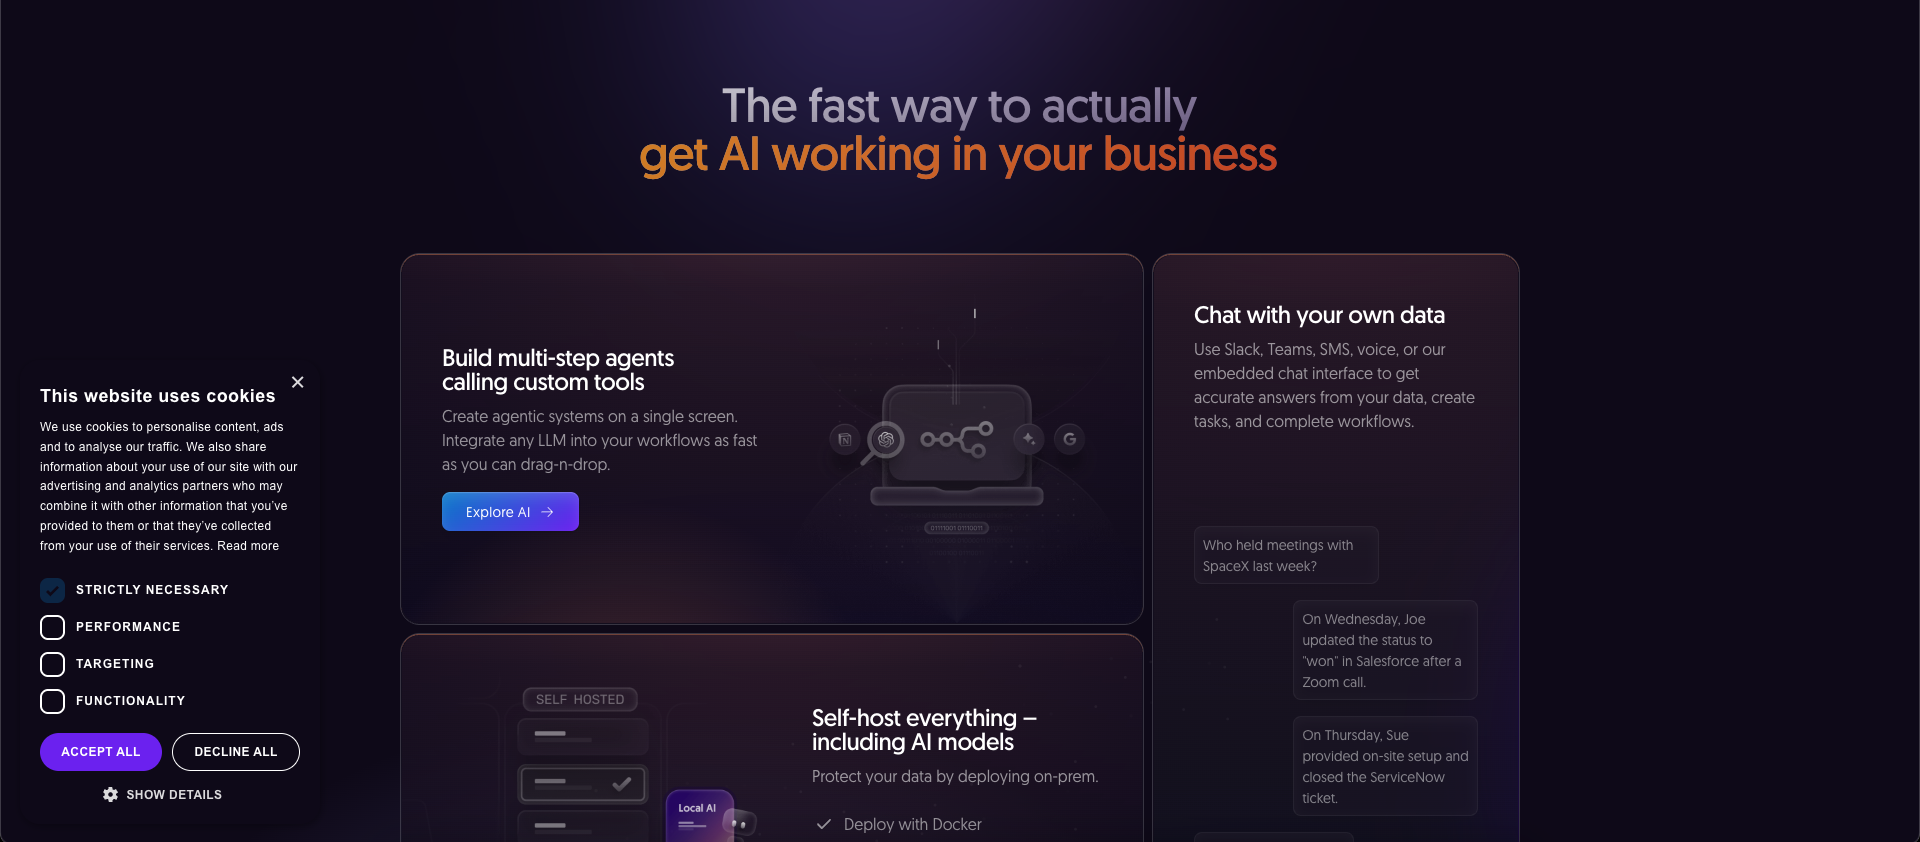 The fast way to actually
get AI working in your business
Build multi-step agents
calling custom tools
Create agentic systems on a single screen.
Integrate any LLM into your workflows as fast
as you can drag-n-drop.
Explore AI
01111001 01110011
Chat with your own data
Use Slack, Teams, SMS, voice, or our
embedded chat interface to get
accurate answers from your data, create
tasks, and complete workflows.
Who held meetings with
SpaceX last week?
On Wednesday, Joe
updated the status to
"won" in Salesforce after a
Zoom call.
On Thursday, Sue
provided on-site setup and
closed the ServiceNow
ticket.
SELF HOSTED
Local AI
Self-host everything –
including AI models
Protect your data by deploying on-prem.
Deploy with Docker
This website uses cookies
We use cookies to personalise content, ads
and to analyse our traffic. We also share
information about your use of our site with our
advertising and analytics partners who may
combine it with other information that you've
provided to them or that they've collected
from your use of their services. Read more
STRICTLY NECESSARY
PERFORMANCE
TARGETING
FUNCTIONALITY
ACCEPT ALL
DECLINE ALL
SHOW DETAILS